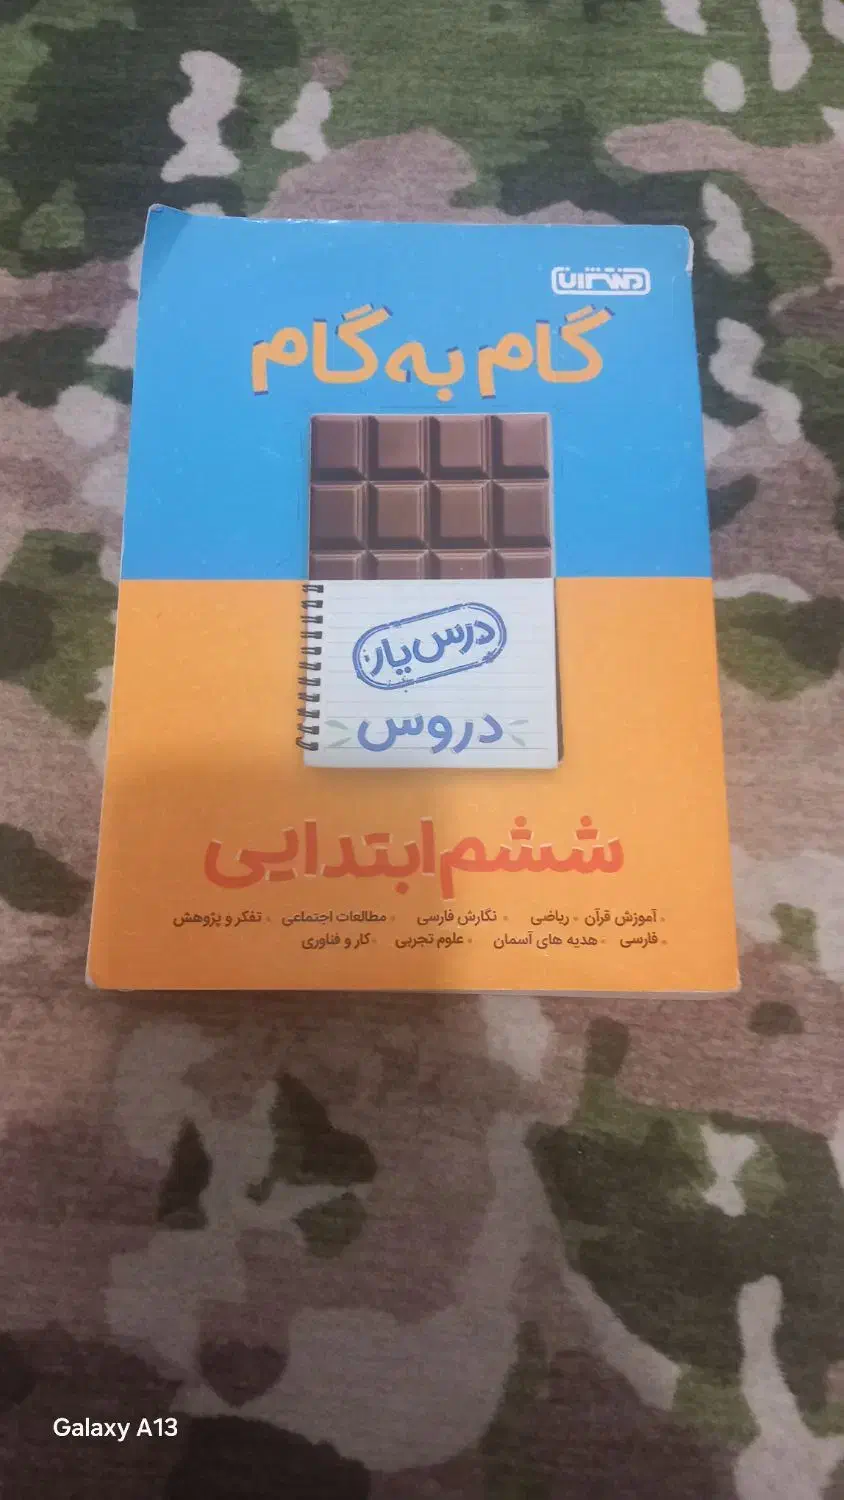 منتشران
گام به گام
درس یار
دروس
ششم ابتدایی
• آموزش قرآن • ریاضی • نگارش فارسی • مطالعات اجتماعی • تفکر و پژوهش
• فارسی • هدیه های آسمان • علوم تجربی • کار و فناوری
Galaxy A13